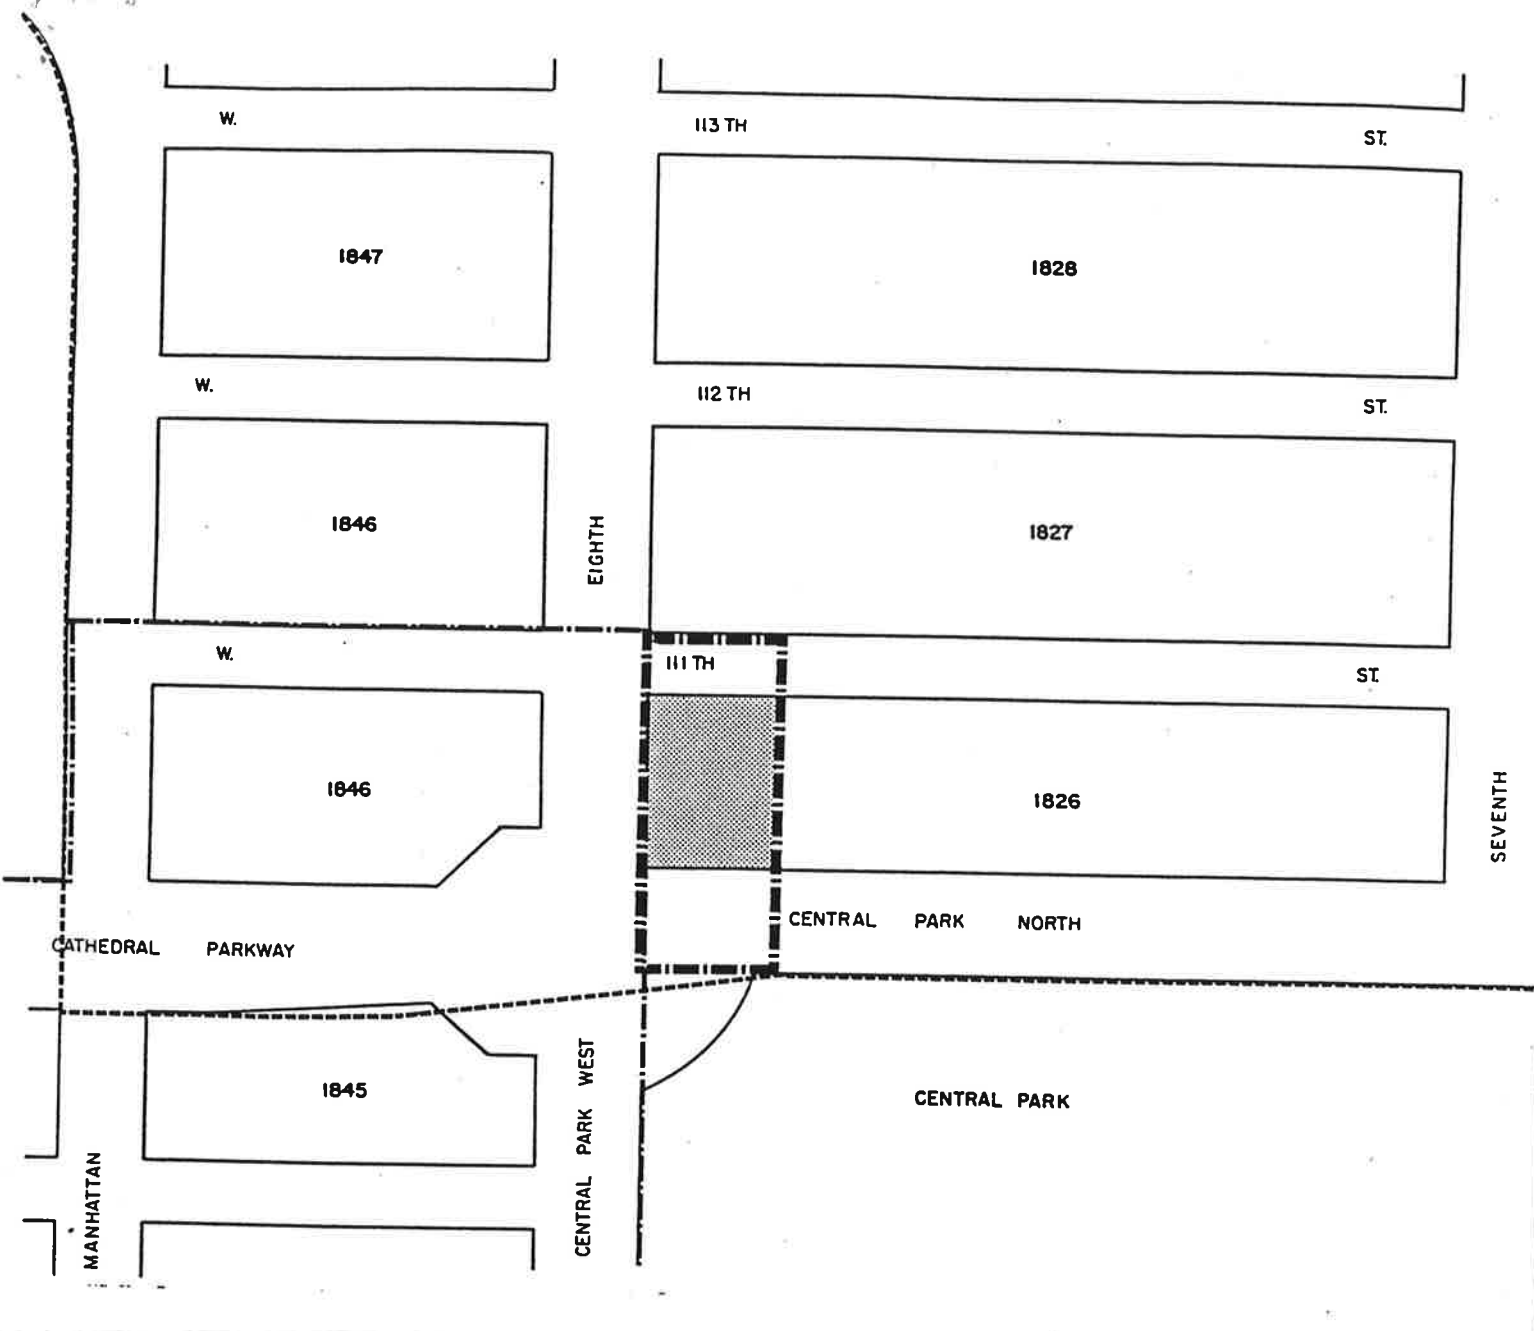 W. 113 TH ST.
1847
1828
W. 112 TH ST.
1846
1827
EIGHTH
W. 111 TH ST.
1846
1826
SEVENTH
CENTRAL PARK NORTH
CATHEDRAL PARKWAY
1845
CENTRAL PARK WEST
CENTRAL PARK
MANHATTAN